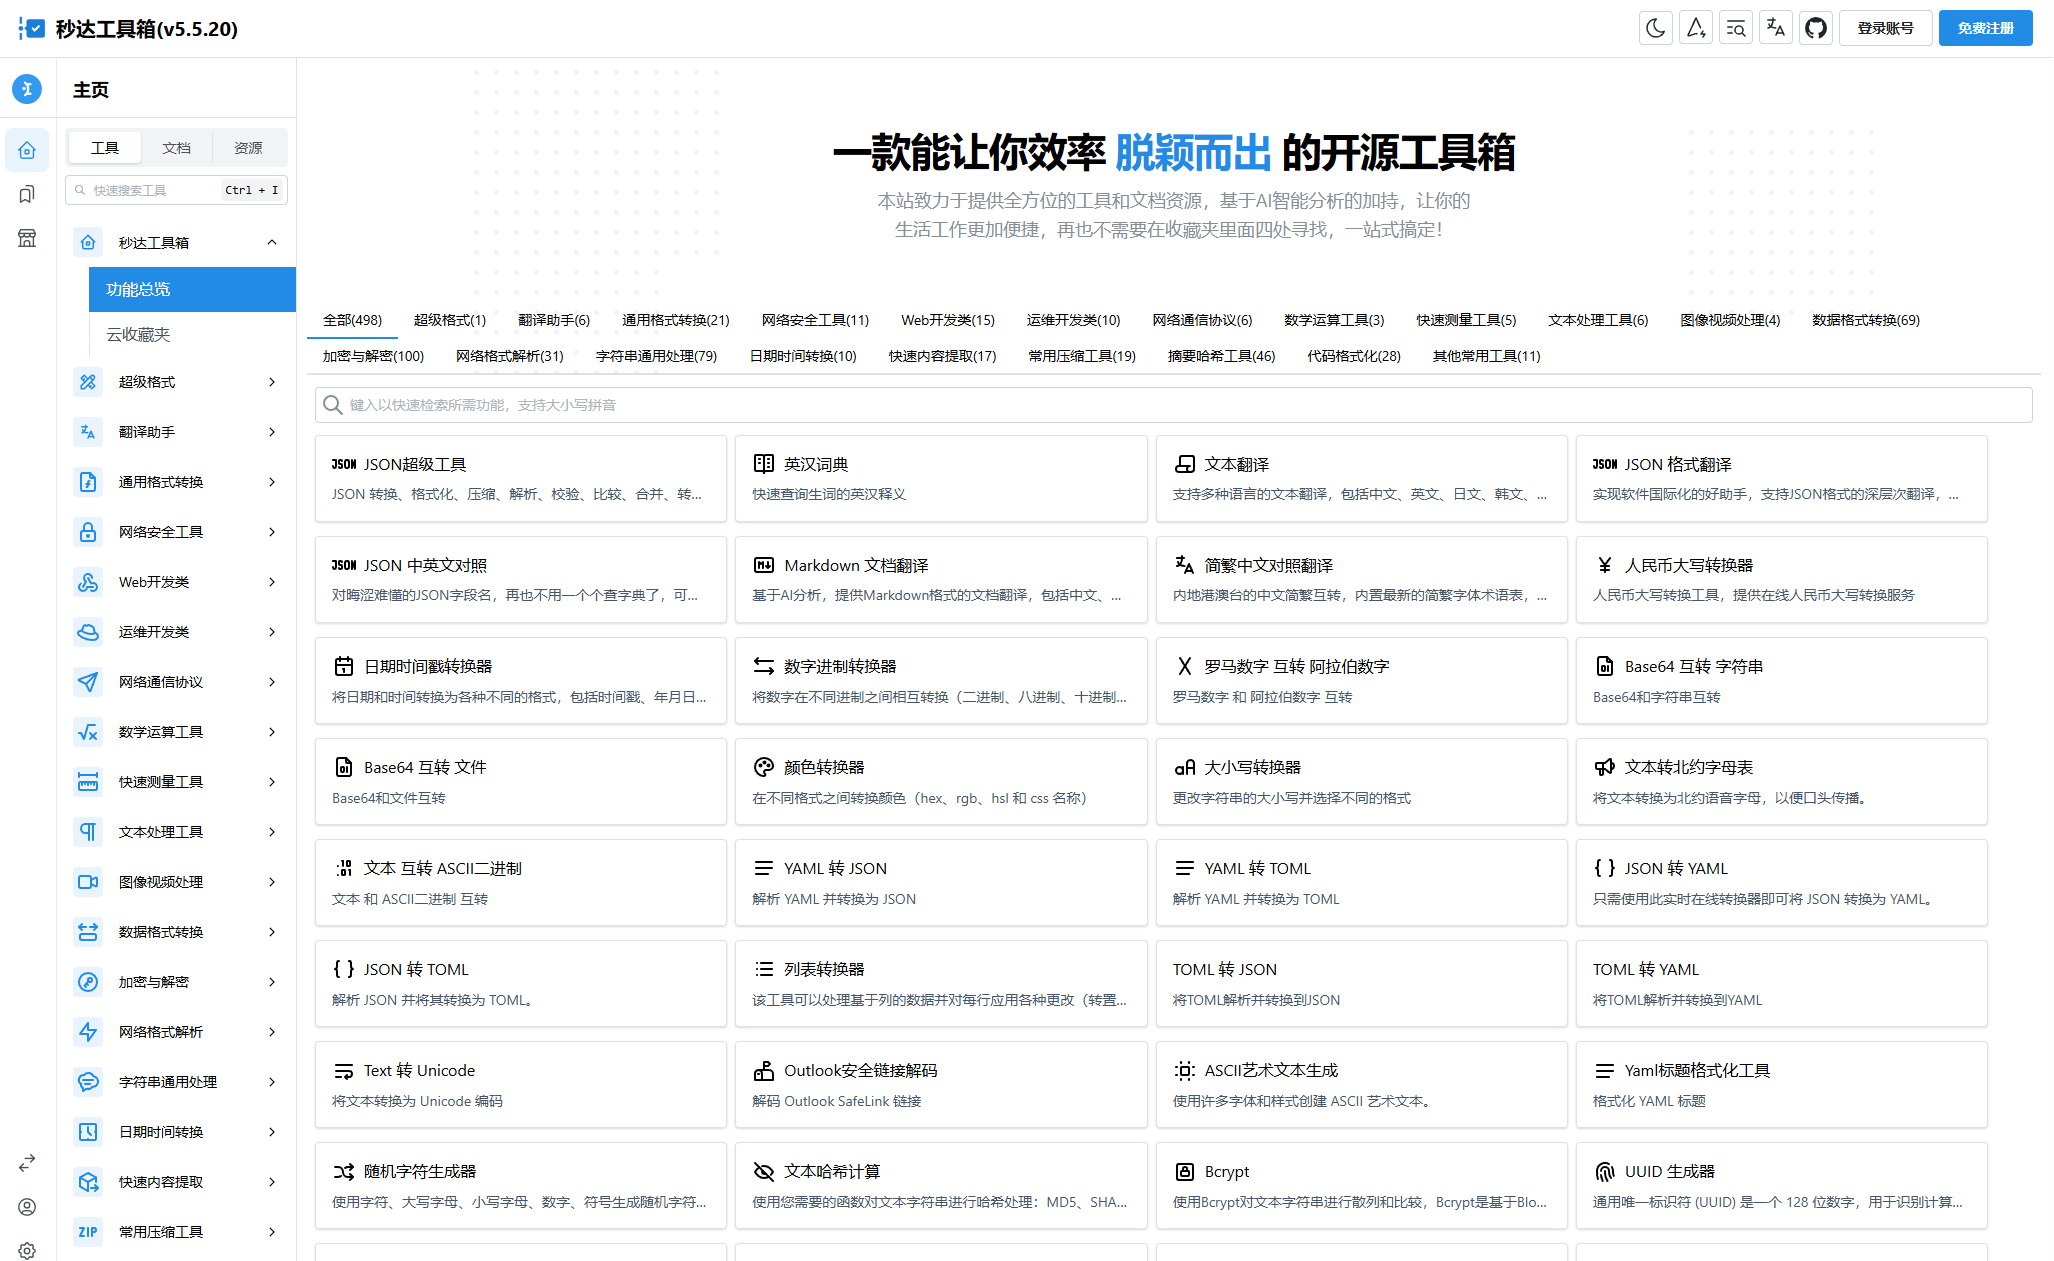 秒达工具箱(v5.5.20)
登录账号
免费注册
主页
工具
文档
资源
快速搜索工具
Ctrl + I
秒达工具箱
功能总览
云收藏夹
超级格式
翻译助手
通用格式转换
网络安全工具
Web开发类
运维开发类
网络通信协议
数学运算工具
快速测量工具
文本处理工具
图像视频处理
数据格式转换
加密与解密
网络格式解析
字符串通用处理
日期时间转换
快速内容提取
ZIP 常用压缩工具
一款能让你效率 脱颖而出 的开源工具箱
本站致力于提供全方位的工具和文档资源，基于AI智能分析的加持，让你的
生活工作更加便捷，再也不需要在收藏夹里面四处寻找，一站式搞定！
全部(498) 超级格式(1) 翻译助手(6) 通用格式转换(21) 网络安全工具(11) Web开发类(15) 运维开发类(10) 网络通信协议(6) 数学运算工具(3) 快速测量工具(5) 文本处理工具(6) 图像视频处理(4) 数据格式转换(69)
加密与解密(100) 网络格式解析(31) 字符串通用处理(79) 日期时间转换(10) 快速内容提取(17) 常用压缩工具(19) 摘要哈希工具(46) 代码格式化(28) 其他常用工具(11)
键入以快速检索所需功能，支持大小写拼音
JSON JSON超级工具
JSON 转换、格式化、压缩、解析、校验、比较、合并、转...
英汉词典
快速查询生词的英汉释义
文本翻译
支持多种语言的文本翻译，包括中文、英文、日文、韩文、...
JSON JSON 格式翻译
实现软件国际化的好助手，支持JSON格式的深层次翻译，...
JSON JSON 中英文对照
对晦涩难懂的JSON字段名，再也不用一个个查字典了，可...
Markdown 文档翻译
基于AI分析，提供Markdown格式的文档翻译，包括中文、...
简繁中文对照翻译
内地港澳台的中文简繁互转，内置最新的简繁字体术语表，...
人民币大写转换器
人民币大写转换工具，提供在线人民币大写转换服务
日期时间戳转换器
将日期和时间转换为各种不同的格式，包括时间戳、年月日...
数字进制转换器
将数字在不同进制之间相互转换（二进制、八进制、十进制...
罗马数字 互转 阿拉伯数字
罗马数字 和 阿拉伯数字 互转
Base64 互转 字符串
Base64和字符串互转
Base64 互转 文件
Base64和文件互转
颜色转换器
在不同格式之间转换颜色（hex、rgb、hsl 和 css 名称）
大小写转换器
更改字符串的大小写并选择不同的格式
文本转北约字母表
将文本转换为北约语音字母，以便口头传播。
文本 互转 ASCII二进制
文本 和 ASCII二进制 互转
YAML 转 JSON
解析 YAML 并转换为 JSON
YAML 转 TOML
解析 YAML 并转换为 TOML
JSON 转 YAML
只需使用此实时在线转换器即可将 JSON 转换为 YAML。
JSON 转 TOML
解析 JSON 并将其转换为 TOML。
列表转换器
该工具可以处理基于列的数据并对每行应用各种更改（转置...
TOML 转 JSON
将TOML解析并转换到JSON
TOML 转 YAML
将TOML解析并转换到YAML
Text 转 Unicode
将文本转换为 Unicode 编码
Outlook安全链接解码
解码 Outlook SafeLink 链接
ASCII艺术文本生成
使用许多字体和样式创建 ASCII 艺术文本。
Yaml标题格式化工具
格式化 YAML 标题
随机字符生成器
使用字符、大写字母、小写字母、数字、符号生成随机字符...
文本哈希计算
使用您需要的函数对文本字符串进行哈希处理：MD5、SHA...
Bcrypt
使用Bcrypt对文本字符串进行散列和比较，Bcrypt是基于Blo...
UUID 生成器
通用唯一标识符 (UUID) 是一个 128 位数字，用于识别计算...